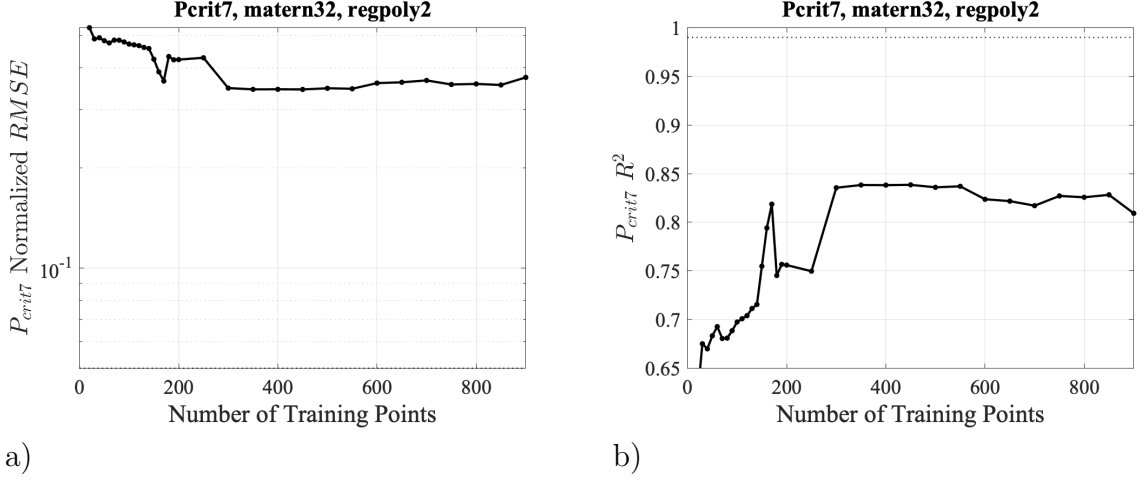 Pcrit7, matern32, regpoly2
P_crit7 Normalized RMSE
10^-1
0 200 400 600 800
Number of Training Points
a)
Pcrit7, matern32, regpoly2
P_crit7 R^2
1
0.95
0.9
0.85
0.8
0.75
0.7
0.65
0 200 400 600 800
Number of Training Points
b)